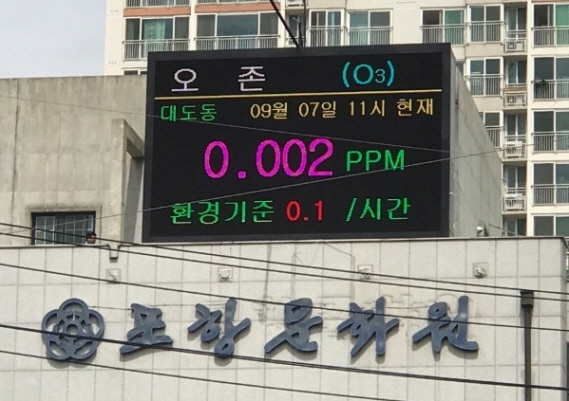 오 존 (O3)
대도동 09월 07일 11시 현재
0.002 PPM
환경기준 0.1 /시간
포항문화원